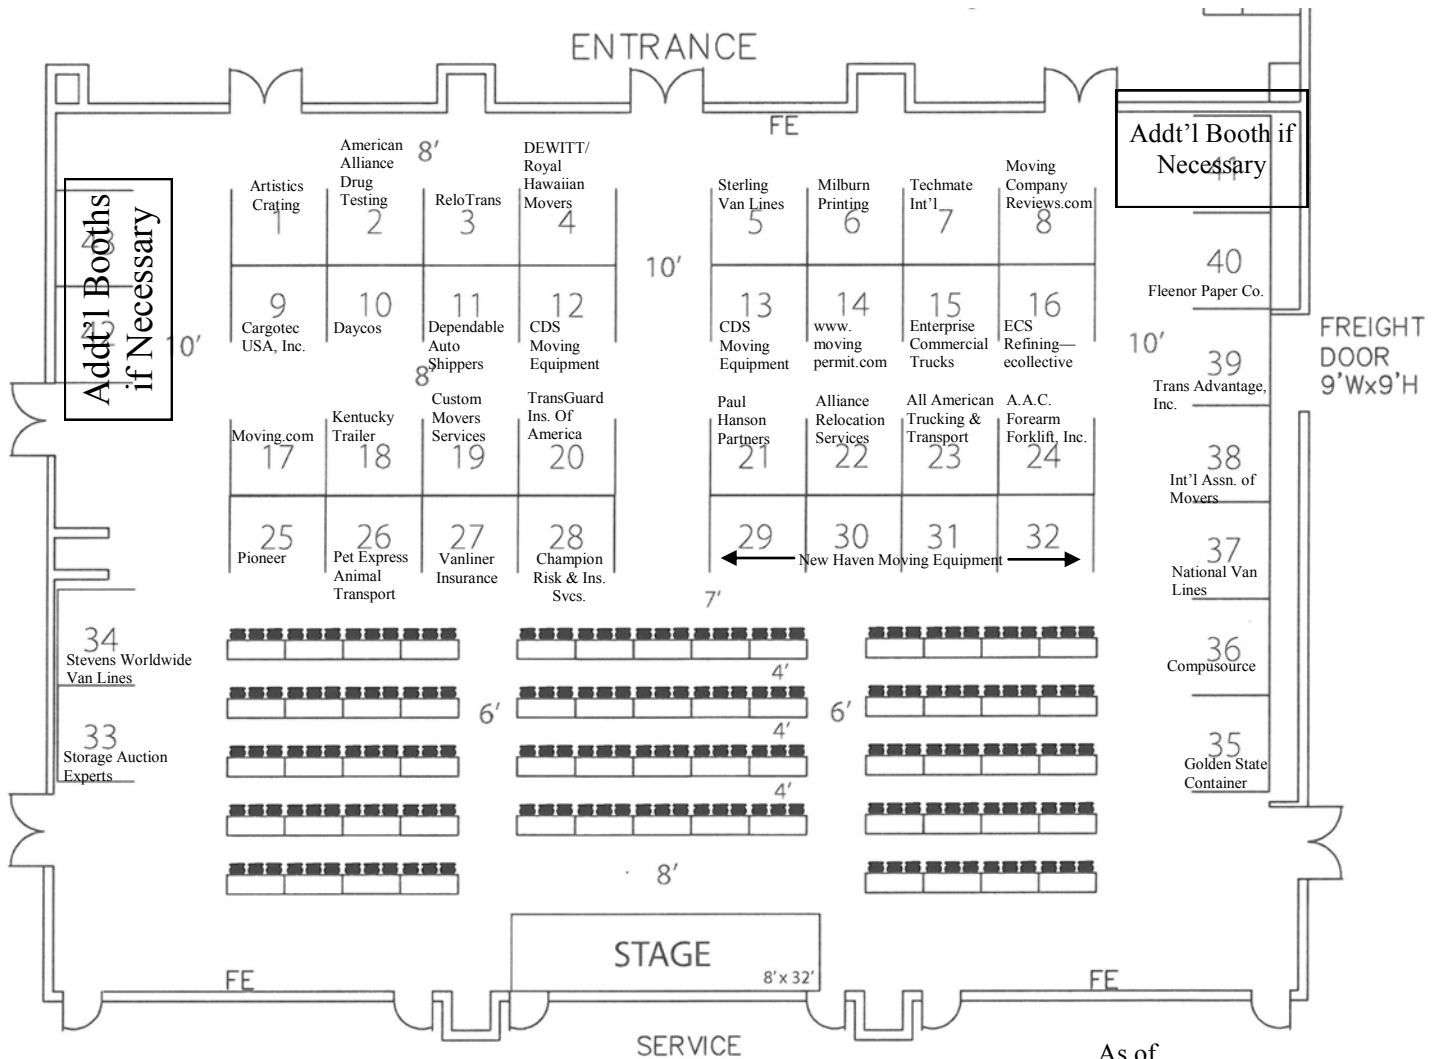 ENTRANCE
FE
Addt’l Booth if
Necessary
41
American
Alliance
Drug
Testing
8'
DEWITT/
Royal
Hawaiian
Movers
Artistics
Crating
ReloTrans
Sterling
Van Lines
Milburn
Printing
Techmate
Int’l
Moving
Company
Reviews.com
1
2
3
4
5
6
7
8
Addt’l Booths
if Necessary
43
42
10'
10'
40
Fleenor Paper Co.
9
10
11
12
13
14
15
16
Cargotec
USA, Inc.
Daycos
Dependable
Auto
Shippers
CDS
Moving
Equipment
CDS
Moving
Equipment
www.
moving
permit.com
Enterprise
Commercial
Trucks
ECS
Refining—
ecollective
10'
FREIGHT
DOOR
9'Wx9'H
39
Trans Advantage,
Inc.
8'
Moving.com
Kentucky
Trailer
Custom
Movers
Services
TransGuard
Ins. Of
America
Paul
Hanson
Partners
Alliance
Relocation
Services
All American
Trucking &
Transport
A.A.C.
Forearm
Forklift, Inc.
17
18
19
20
21
22
23
24
38
Int’l Assn. of
Movers
25
26
27
28
29
30
31
32
Pioneer
Pet Express
Animal
Transport
Vanliner
Insurance
Champion
Risk & Ins.
Svcs.
New Haven Moving Equipment
37
National Van
Lines
7'
34
Stevens Worldwide
Van Lines
36
Compusource
4'
6'
6'
4'
33
Storage Auction
Experts
35
Golden State
Container
4'
8'
STAGE
8' x 32'
FE
FE
SERVICE
As of